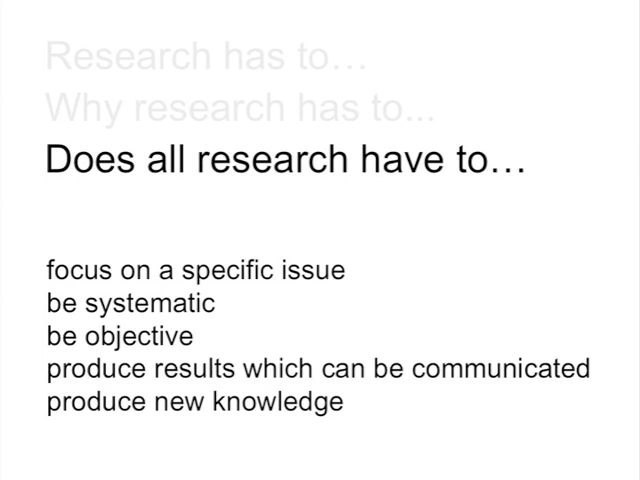 Research has to…
Why research has to...
Does all research have to…
focus on a specific issue
be systematic
be objective
produce results which can be communicated
produce new knowledge